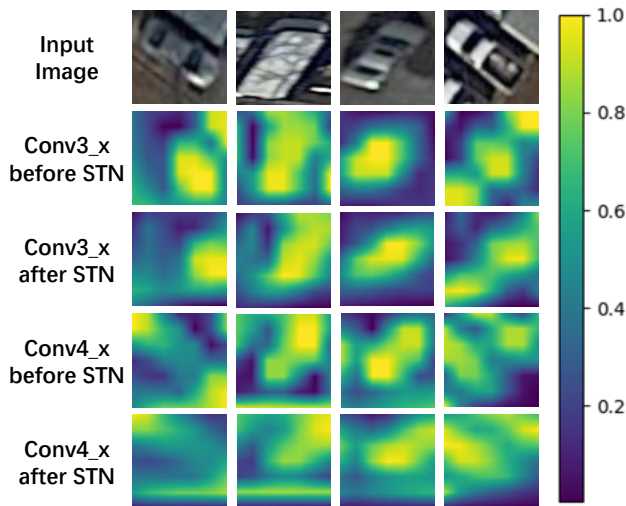 Input
Image
Conv3_x
before STN
Conv3_x
after STN
Conv4_x
before STN
Conv4_x
after STN
1.0
0.8
0.6
0.4
0.2